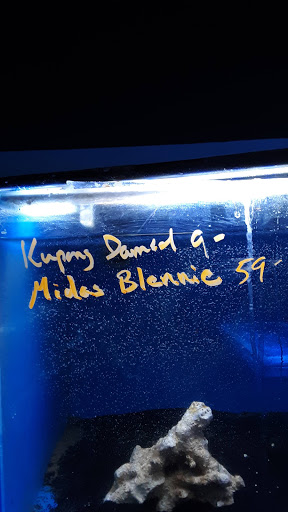 Kupang Damsel 9-
Midas Blennie 59-